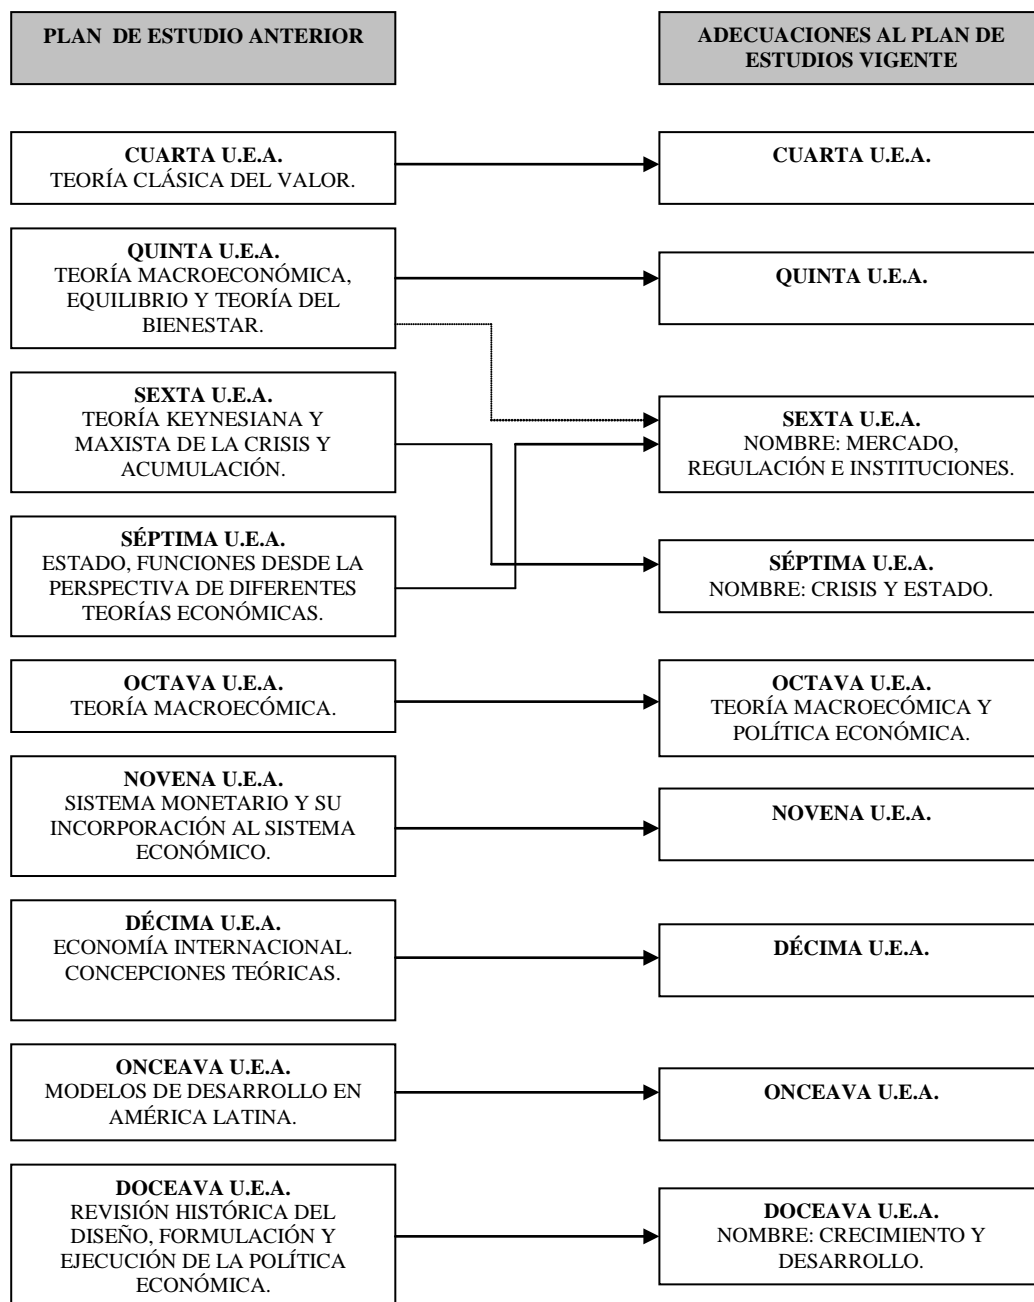 PLAN DE ESTUDIO ANTERIOR
ADECUACIONES AL PLAN DE
ESTUDIOS VIGENTE
CUARTA U.E.A.
TEORÍA CLÁSICA DEL VALOR.
CUARTA U.E.A.
QUINTA U.E.A.
TEORÍA MACROECONÓMICA,
EQUILIBRIO Y TEORÍA DEL
BIENESTAR.
QUINTA U.E.A.
SEXTA U.E.A.
TEORÍA KEYNESIANA Y
MAXISTA DE LA CRISIS Y
ACUMULACIÓN.
SEXTA U.E.A.
NOMBRE: MERCADO,
REGULACIÓN E INSTITUCIONES.
SÉPTIMA U.E.A.
ESTADO, FUNCIONES DESDE LA
PERSPECTIVA DE DIFERENTES
TEORÍAS ECONÓMICAS.
SÉPTIMA U.E.A.
NOMBRE: CRISIS Y ESTADO.
OCTAVA U.E.A.
TEORÍA MACROECÓMICA.
OCTAVA U.E.A.
TEORÍA MACROECÓMICA Y
POLÍTICA ECONÓMICA.
NOVENA U.E.A.
SISTEMA MONETARIO Y SU
INCORPORACIÓN AL SISTEMA
ECONÓMICO.
NOVENA U.E.A.
DÉCIMA U.E.A.
ECONOMÍA INTERNACIONAL.
CONCEPCIONES TEÓRICAS.
DÉCIMA U.E.A.
ONCEAVA U.E.A.
MODELOS DE DESARROLLO EN
AMÉRICA LATINA.
ONCEAVA U.E.A.
DOCEAVA U.E.A.
REVISIÓN HISTÓRICA DEL
DISEÑO, FORMULACIÓN Y
EJECUCIÓN DE LA POLÍTICA
ECONÓMICA.
DOCEAVA U.E.A.
NOMBRE: CRECIMIENTO Y
DESARROLLO.